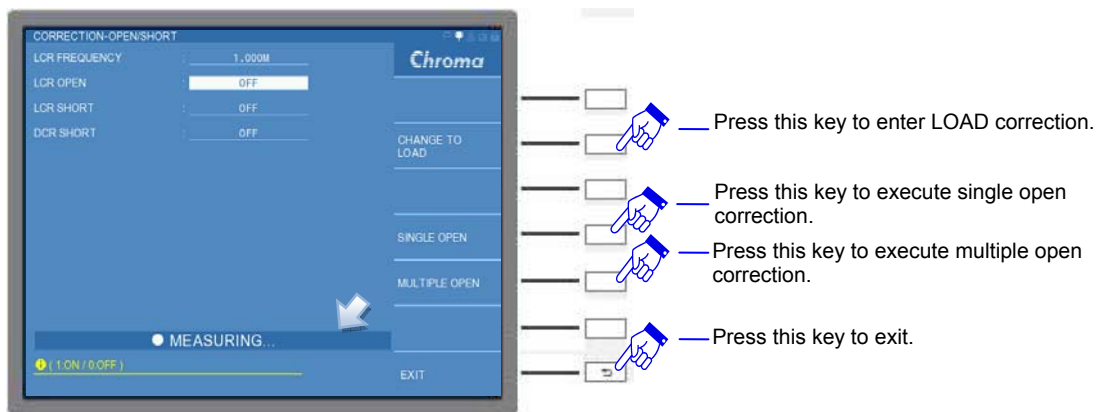 CORRECTION-OPEN/SHORT
LCR FREQUENCY : 1.000M
LCR OPEN : OFF
LCR SHORT : OFF
DCR SHORT : OFF
Chroma
CHANGE TO
LOAD
SINGLE OPEN
MULTIPLE OPEN
EXIT
MEASURING...
( 1:ON / 0:OFF )
Press this key to enter LOAD correction.
Press this key to execute single open
correction.
Press this key to execute multiple open
correction.
Press this key to exit.